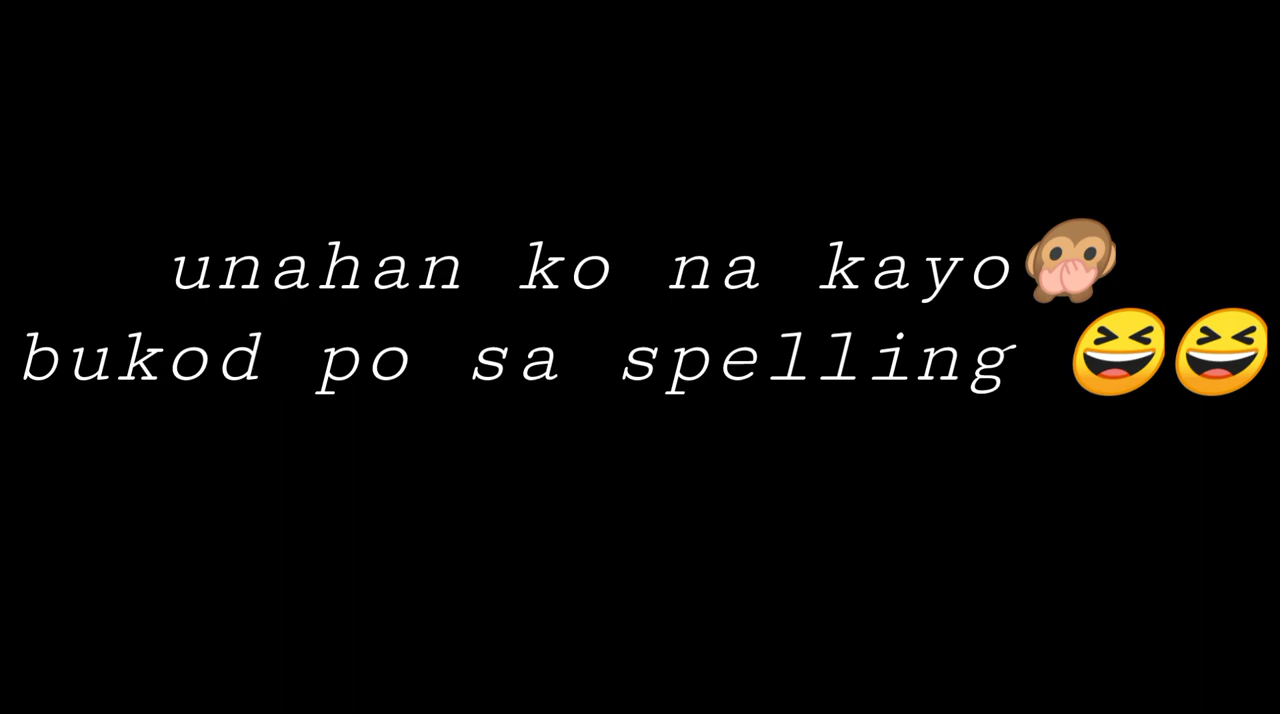 unahan ko na kayo🙊
bukod po sa spelling 😆😆